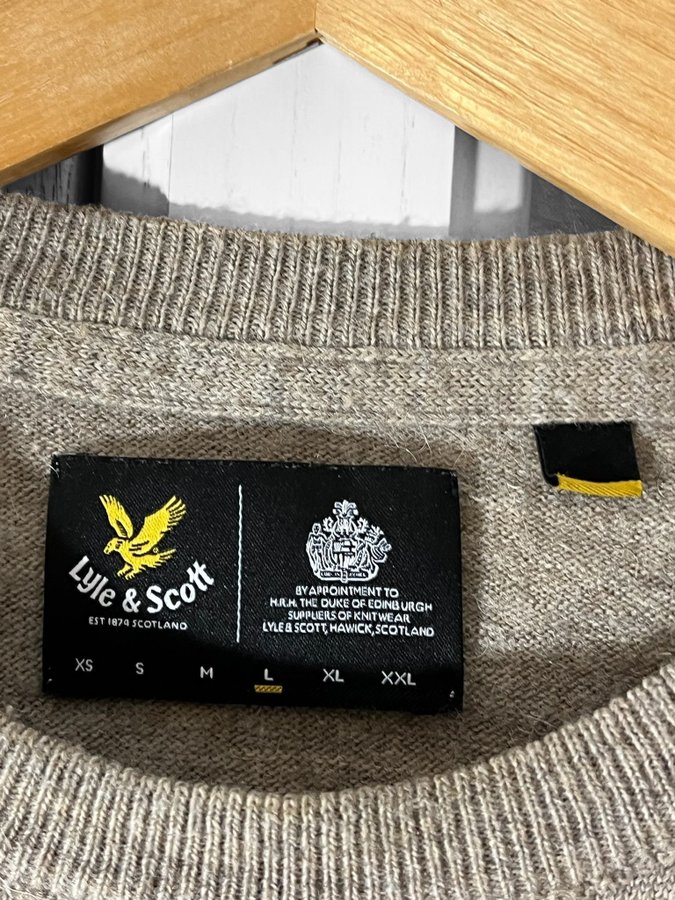 Lyle & Scott
EST 1874 SCOTLAND
BY APPOINTMENT TO
H.R.H. THE DUKE OF EDINBURGH
SUPPLIERS OF KNITWEAR
LYLE & SCOTT, HAWICK, SCOTLAND
XS S M L XL XXL